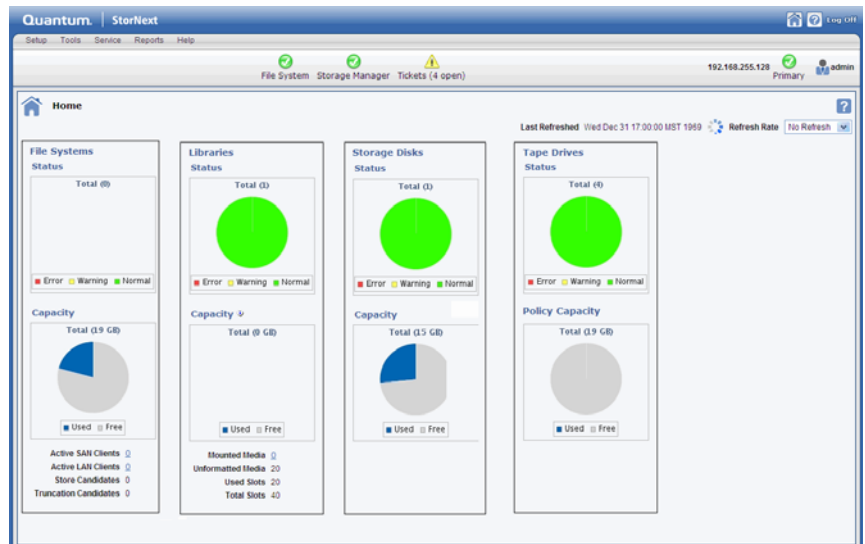 Quantum. StorNext
Log Off
Setup Tools Service Reports Help
File System Storage Manager Tickets (4 open)
192.168.255.128 Primary admin
Home
Last Refreshed Wed Dec 31 17:00:00 MST 1969 Refresh Rate No Refresh
File Systems
Status
Total (0)
Error Warning Normal
Capacity
Total (19 GB)
Used Free
Active SAN Clients 0
Active LAN Clients 0
Store Candidates 0
Truncation Candidates 0
Libraries
Status
Total (1)
Error Warning Normal
Capacity
Total (0 GB)
Used Free
Mounted Media 0
Unformatted Media 20
Used Slots 20
Total Slots 40
Storage Disks
Status
Total (1)
Error Warning Normal
Capacity
Total (15 GB)
Used Free
Tape Drives
Status
Total (4)
Error Warning Normal
Policy Capacity
Total (19 GB)
Used Free